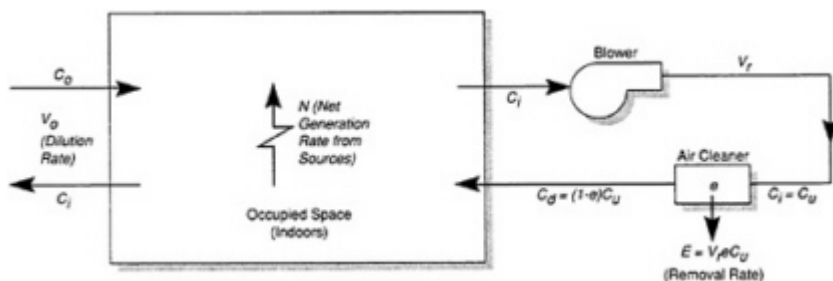 C_o
V_o
(Dilution
Rate)
C_i
N (Net
Generation
Rate from
Sources)
Occupied Space
(Indoors)
C_i
Blower
V_r
Air Cleaner
e
C_d = (1-e)C_U
C_i = C_U
E = V_r e C_U
(Removal Rate)